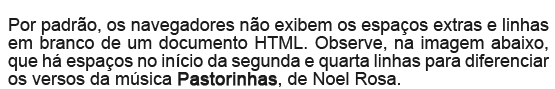 Por padrão, os navegadores não exibem os espaços extras e linhas
em branco de um documento HTML. Observe, na imagem abaixo,
que há espaços no início da segunda e quarta linhas para diferenciar
os versos da música Pastorinhas, de Noel Rosa.